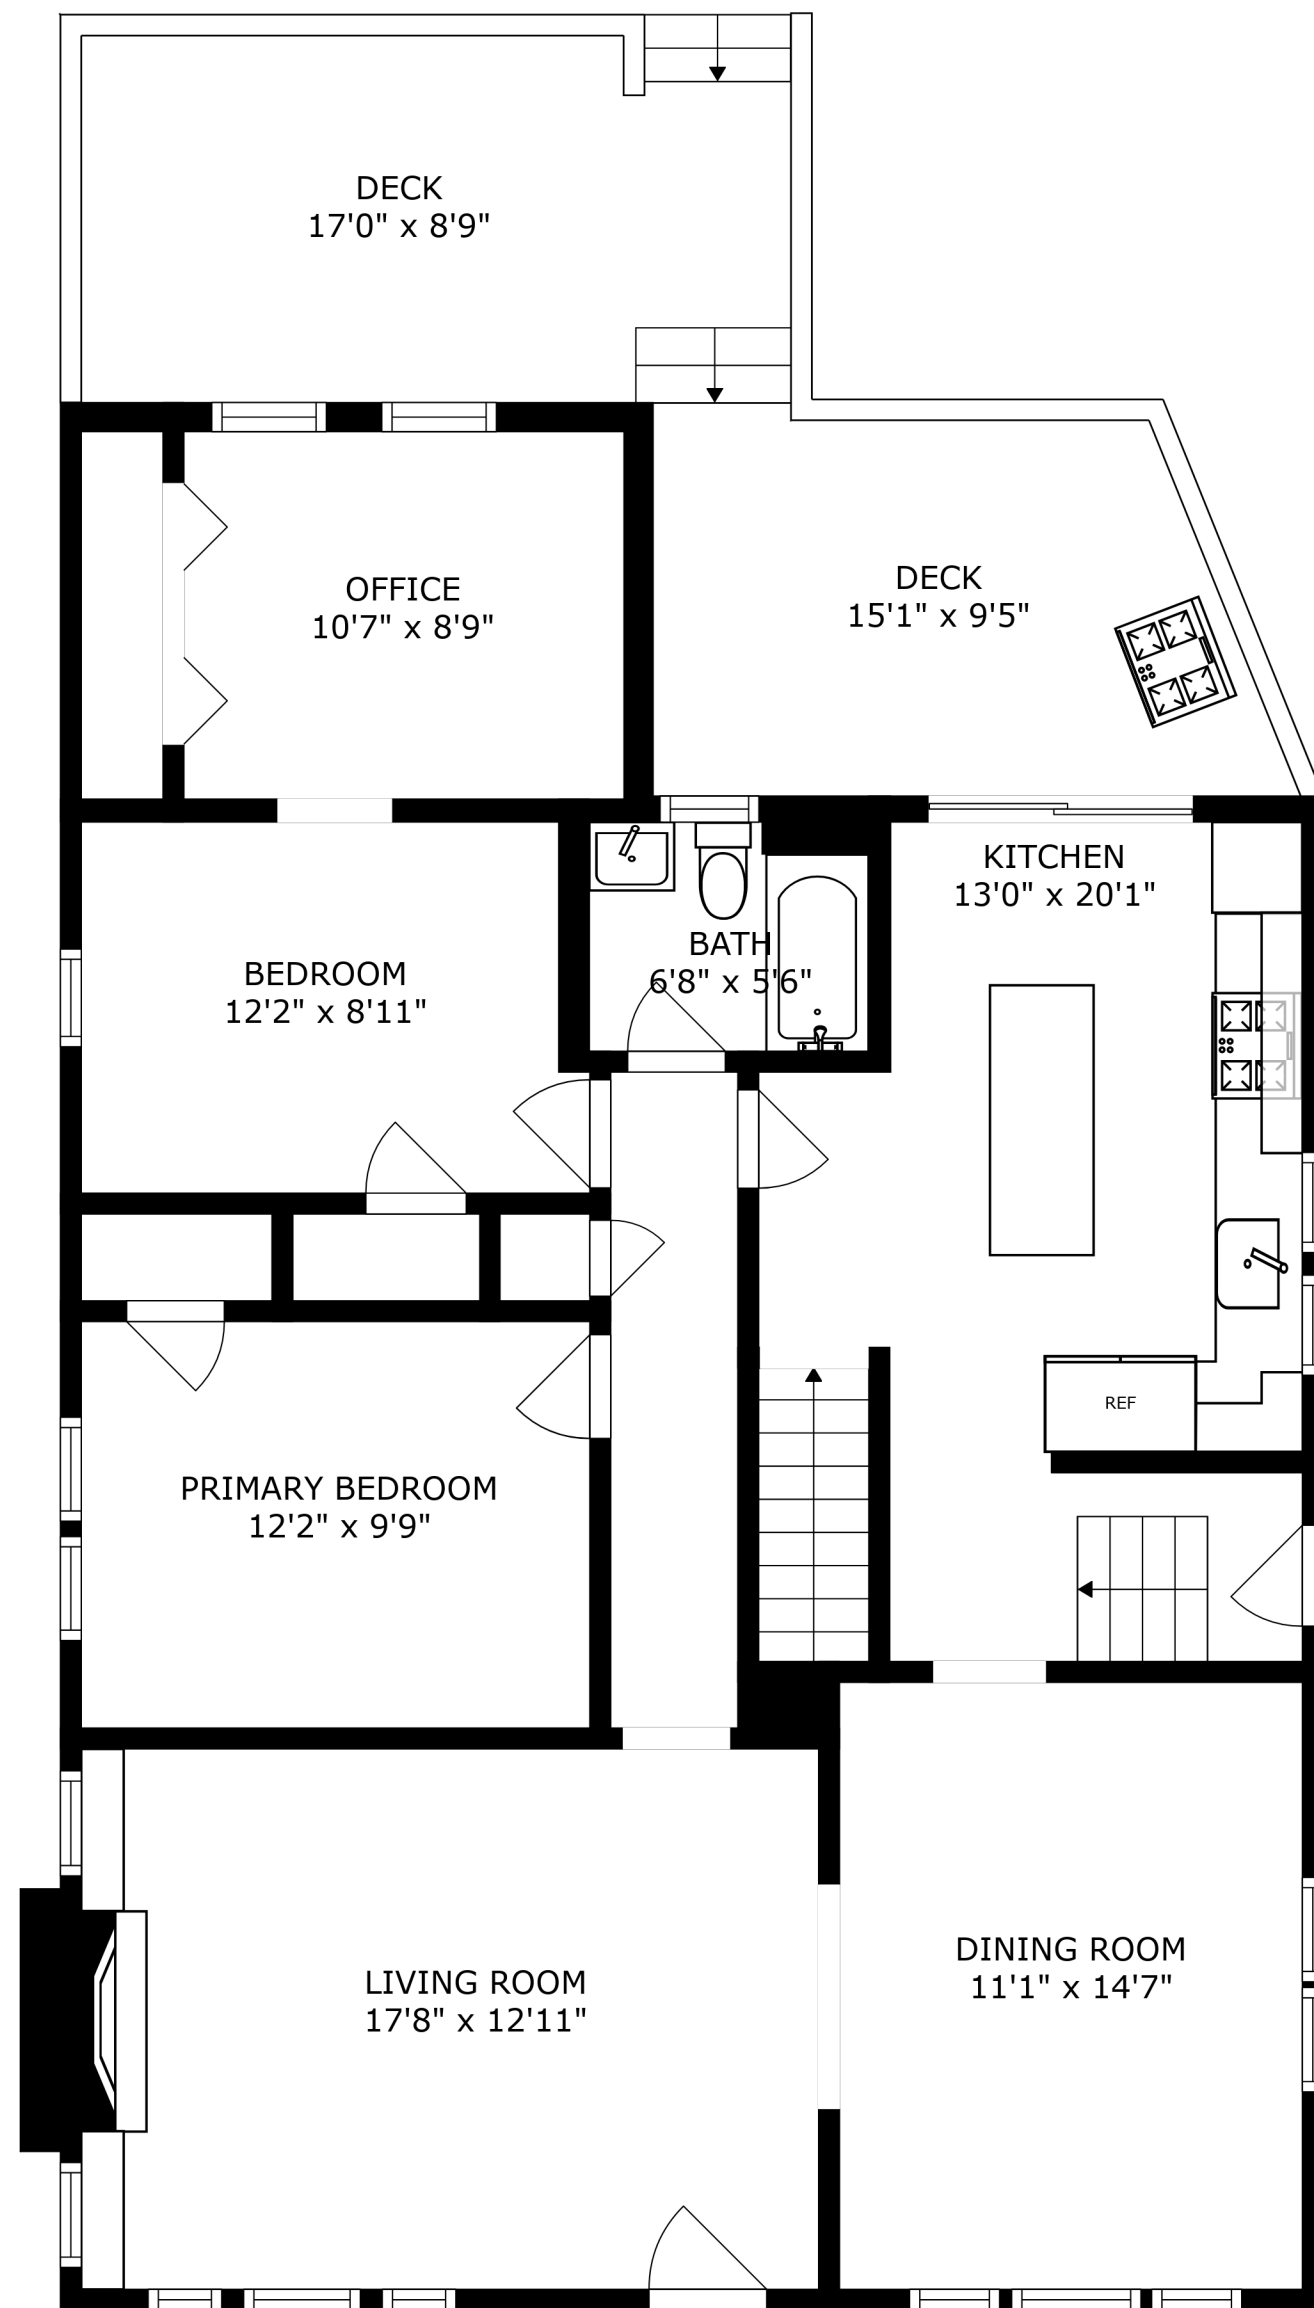 DECK
17'0" x 8'9"
OFFICE
10'7" x 8'9"
DECK
15'1" x 9'5"
KITCHEN
13'0" x 20'1"
BATH
6'8" x 5'6"
BEDROOM
12'2" x 8'11"
REF
PRIMARY BEDROOM
12'2" x 9'9"
DINING ROOM
11'1" x 14'7"
LIVING ROOM
17'8" x 12'11"